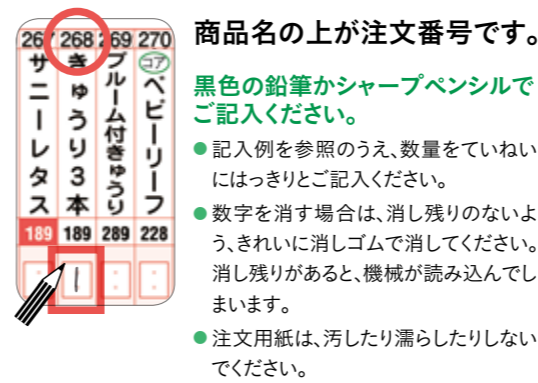 267 268 269 270
サニーレタス
きゅうり3本
ブルーム付きゅうり
コア
ベビーリーフ
189 189 289 228
1
商品名の上が注文番号です。
黒色の鉛筆かシャープペンシルで
ご記入ください。
●記入例を参照のうえ、数量をていねい
にはっきりとご記入ください。
●数字を消す場合は、消し残りのないよ
う、きれいに消しゴムで消してください。
消し残りがあると、機械が読み込んでし
まいます。
●注文用紙は、汚したり濡らしたりしない
でください。